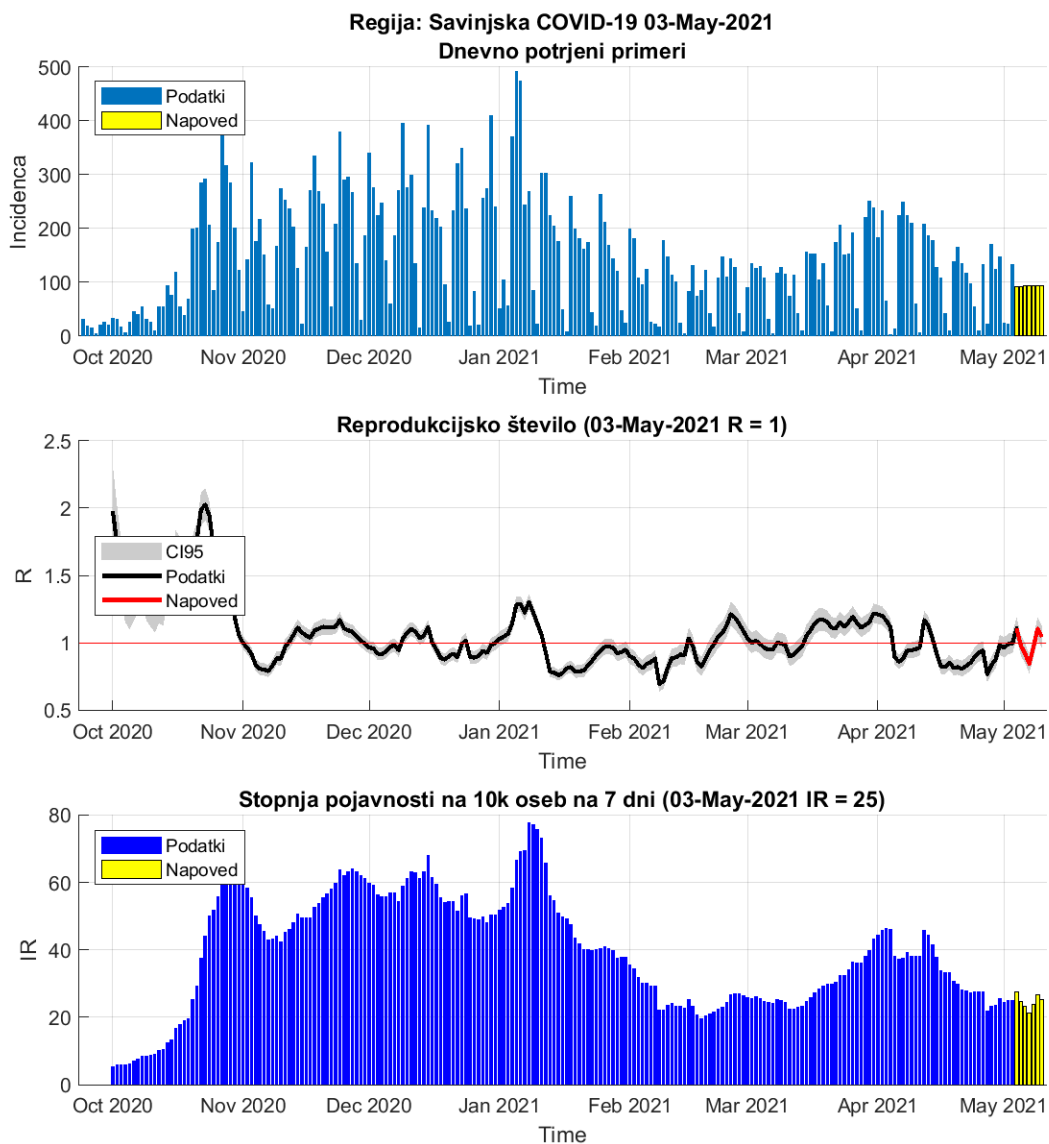 Regija: Savinjska COVID-19 03-May-2021
Dnevno potrjeni primeri
500
400
300
200
100
0
Incidenca
Podatki
Napoved
Oct 2020 Nov 2020 Dec 2020 Jan 2021 Feb 2021 Mar 2021 Apr 2021 May 2021
Time
Reprodukcijsko število (03-May-2021 R = 1)
2.5
2
1.5
1
0.5
R
CI95
Podatki
Napoved
Oct 2020 Nov 2020 Dec 2020 Jan 2021 Feb 2021 Mar 2021 Apr 2021 May 2021
Time
Stopnja pojavnosti na 10k oseb na 7 dni (03-May-2021 IR = 25)
80
60
40
20
0
IR
Podatki
Napoved
Oct 2020 Nov 2020 Dec 2020 Jan 2021 Feb 2021 Mar 2021 Apr 2021 May 2021
Time